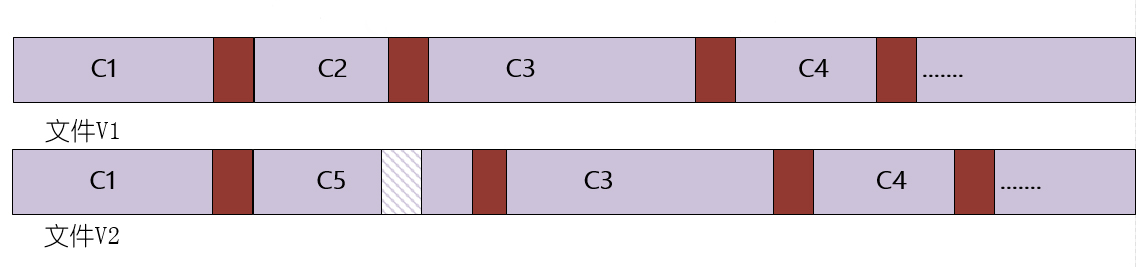 C1 C2 C3 C4 .......
文件V1
C1 C5 C3 C4 .......
文件V2